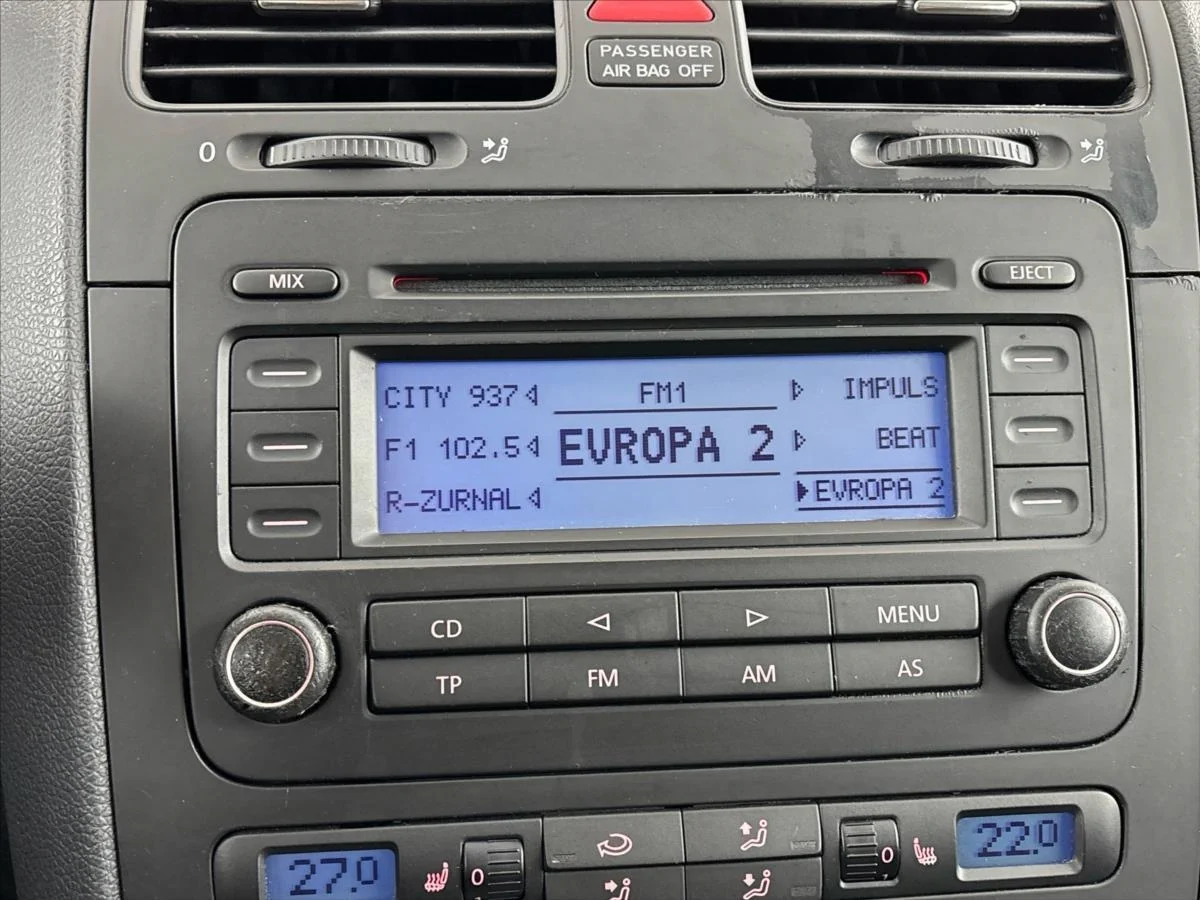 PASSENGER
AIR BAG OFF
0
MIX
EJECT
CITY 937
FM1
IMPULS
F1 102.5
EVROPA 2
BEAT
R-ZURNAL
EVROPA 2
CD
MENU
TP
FM
AM
AS
27.0
0
0
22.0